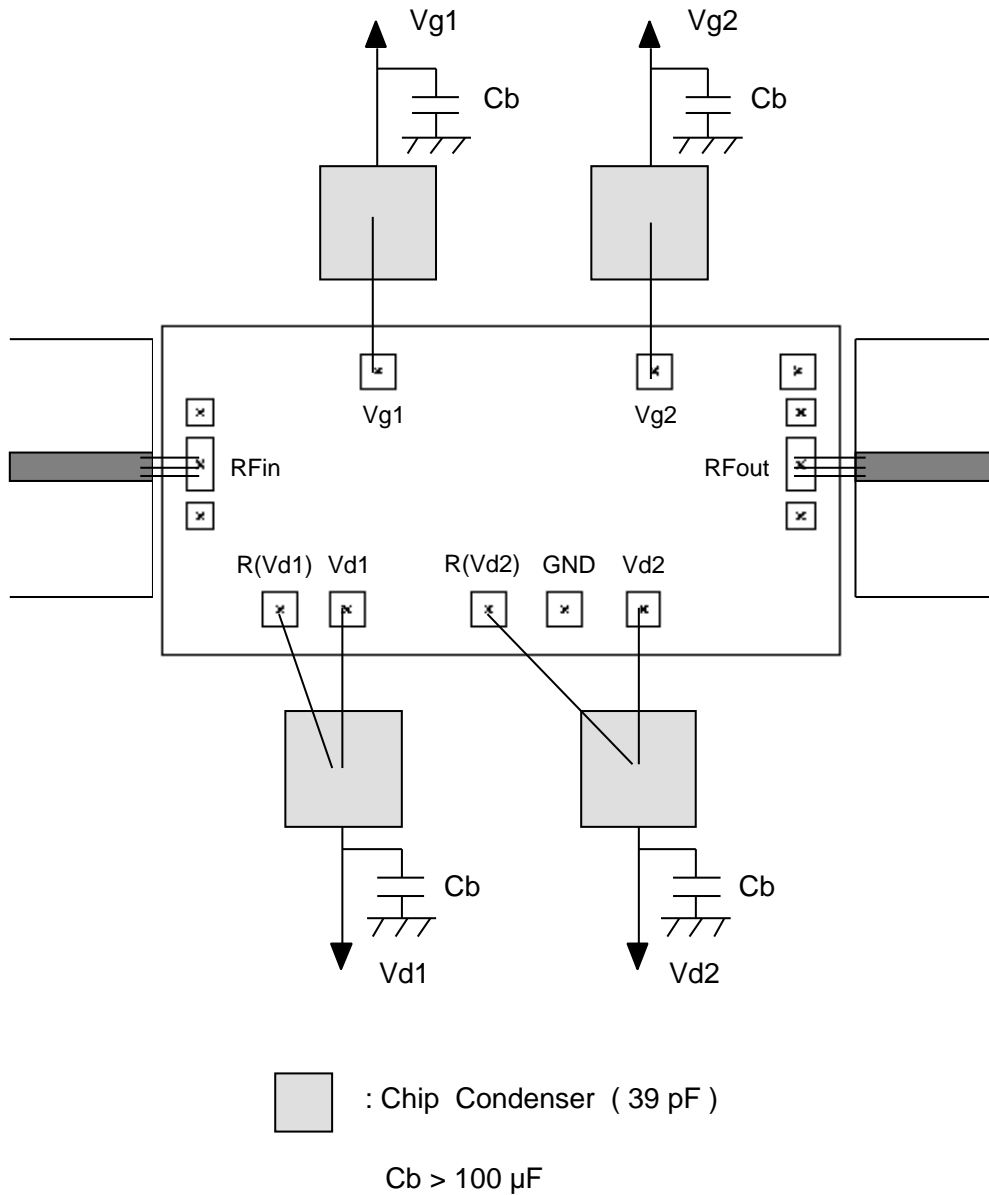 Vg1
Vg2
Cb
Cb
Vg1
Vg2
RFin
RFout
R(Vd1)
Vd1
R(Vd2)
GND
Vd2
Cb
Cb
Vd1
Vd2
: Chip Condenser ( 39 pF )
Cb > 100 µF